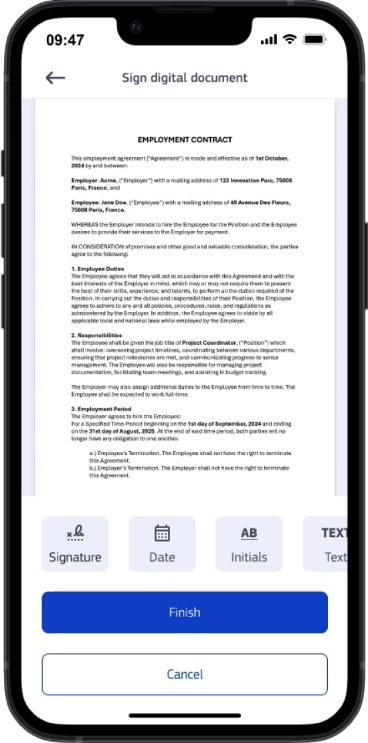 09:47
Sign digital document
EMPLOYMENT CONTRACT
This employment agreement ("Agreement") is made and effective as of 1st October,
2024 by and between:
Employer: Acme, ("Employer") with a mailing address of 123 Innovation Parc, 75008
Paris, France, and
Employee: Jane Doe, ("Employee") with a mailing address of 45 Avenue Des Fleure,
75008 Paris, France.
WHEREAS the Employer intends to hire the Employee for the Position and the Employee
desires to provide their services to the Employer for payment.
IN CONSIDERATION of promises and other good and valuable consideration, the parties
agree to the following:
1. Employee Duties
The Employee agrees that they will act in accordance with this Agreement and with the
best interests of the Employer in mind, which may or may not require them to present
the best of their skills, experience, and talents, to perform all the duties required of the
Position. In carrying out the duties and responsibilities of their Position, the Employee
agrees to adhere to any and all policies, procedures, rules, and regulations as
administered by the Employer. In addition, the Employee agrees to abide by all
applicable local and national laws while employed by the Employer.
2. Responsibilities
The Employee shall be given the job title of Project Coordinator, ("Position") which
shall involve: overseeing project timelines, coordinating between various departments,
ensuring that project milestones are met, and communicating progress to senior
management. The Employee will also be responsible for managing project
documentation, facilitating team meetings, and assisting in budget tracking.
The Employer may also assign additional duties to the Employee from time to time. The
Employee shall be expected to work full-time.
3. Employment Period
The Employer agrees to hire the Employee:
For a Specified Time-Period beginning on the 1st day of September, 2024 and ending
on the 31st day of August, 2025. At the end of said time period, both parties will no
longer have any obligation to one another.
a.) Employee's Termination. The Employee shall not have the right to terminate
this Agreement.
b.) Employer's Termination. The Employer shall not have the right to terminate
this Agreement.
Signature
Date
AB
Initials
TEXT
Text
Finish
Cancel